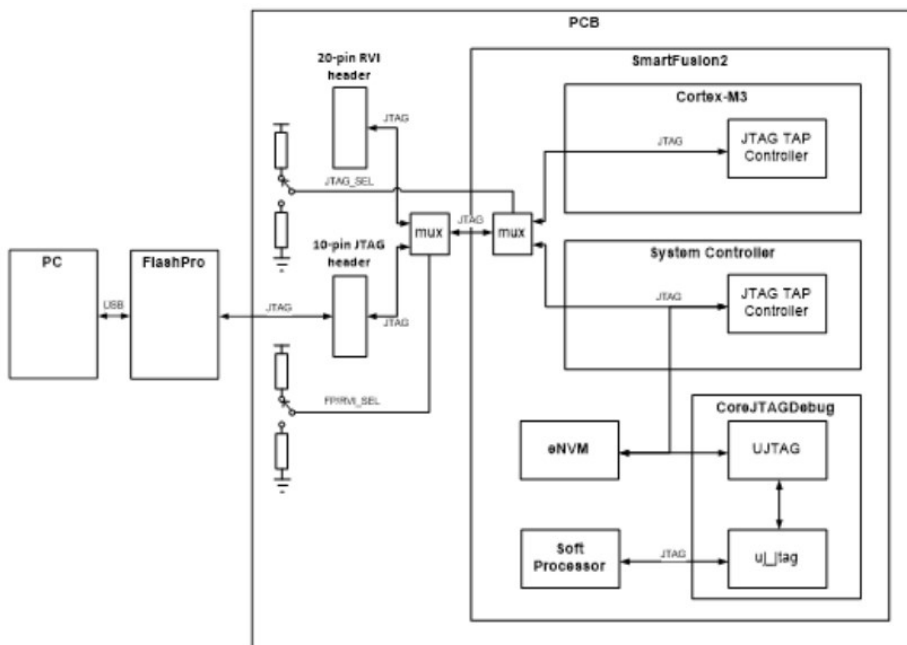 PCB
20-pin RVI
header
SmartFusion2
Cortex-M3
JTAG
JTAG
JTAG TAP
Controller
JTAG_SEL
JTAG
mux
mux
10-pin JTAG
header
System Controller
PC
FlashPro
USB
JTAG
JTAG
JTAG
JTAG TAP
Controller
FP/RVI_SEL
CoreJTAGDebug
eNVM
UJTAG
Soft
Processor
JTAG
uj_jtag